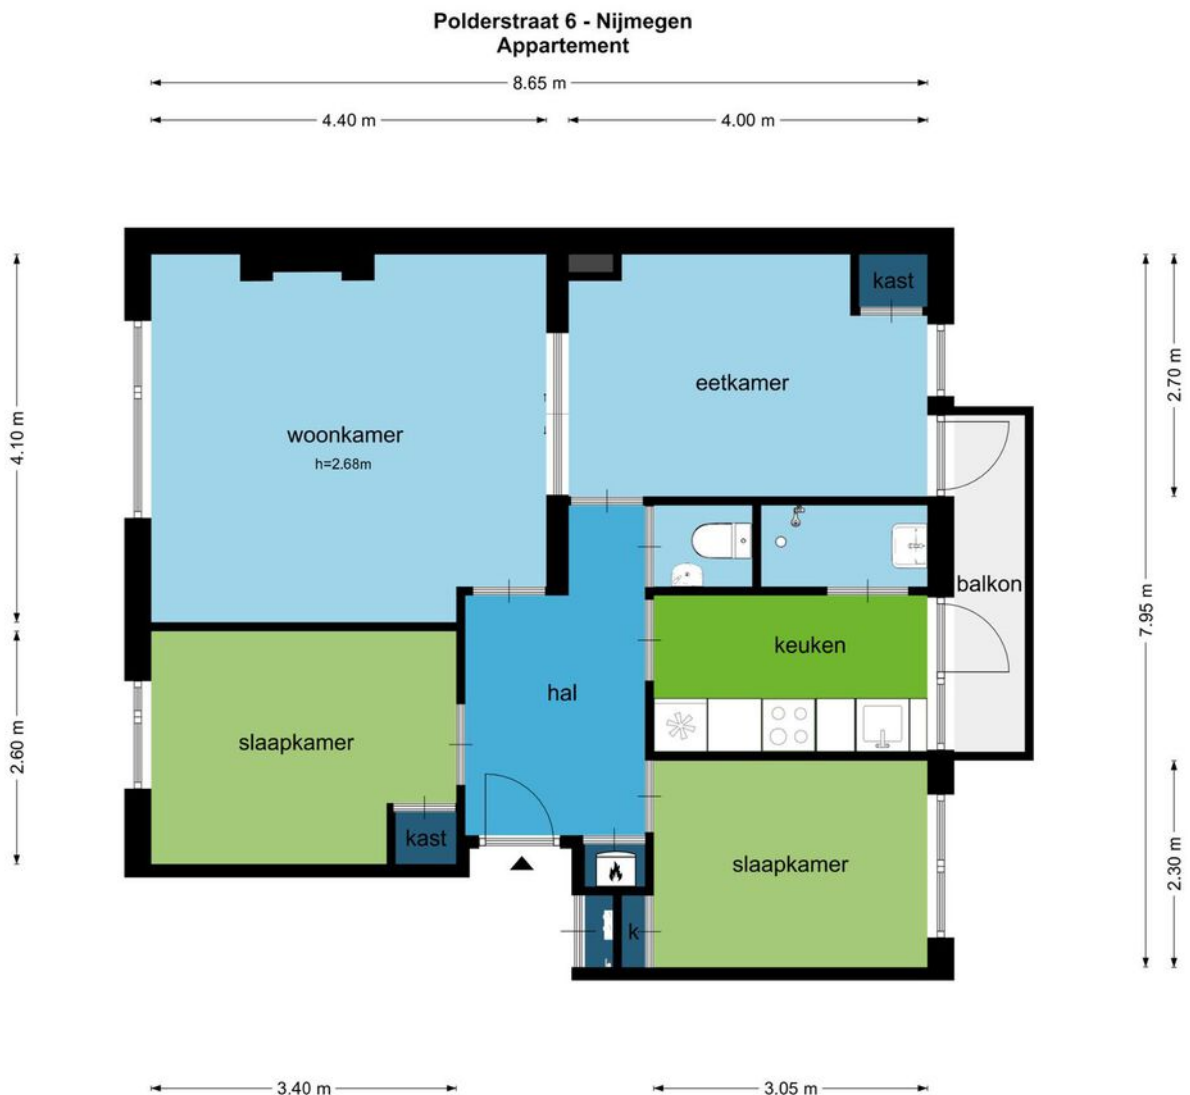 Polderstraat 6 - Nijmegen
Appartement
8.65 m
4.40 m
4.00 m
kast
eetkamer
woonkamer
h=2.68m
4.10 m
2.70 m
balkon
7.95 m
keuken
hal
slaapkamer
2.60 m
kast
slaapkamer
2.30 m
k
3.40 m
3.05 m